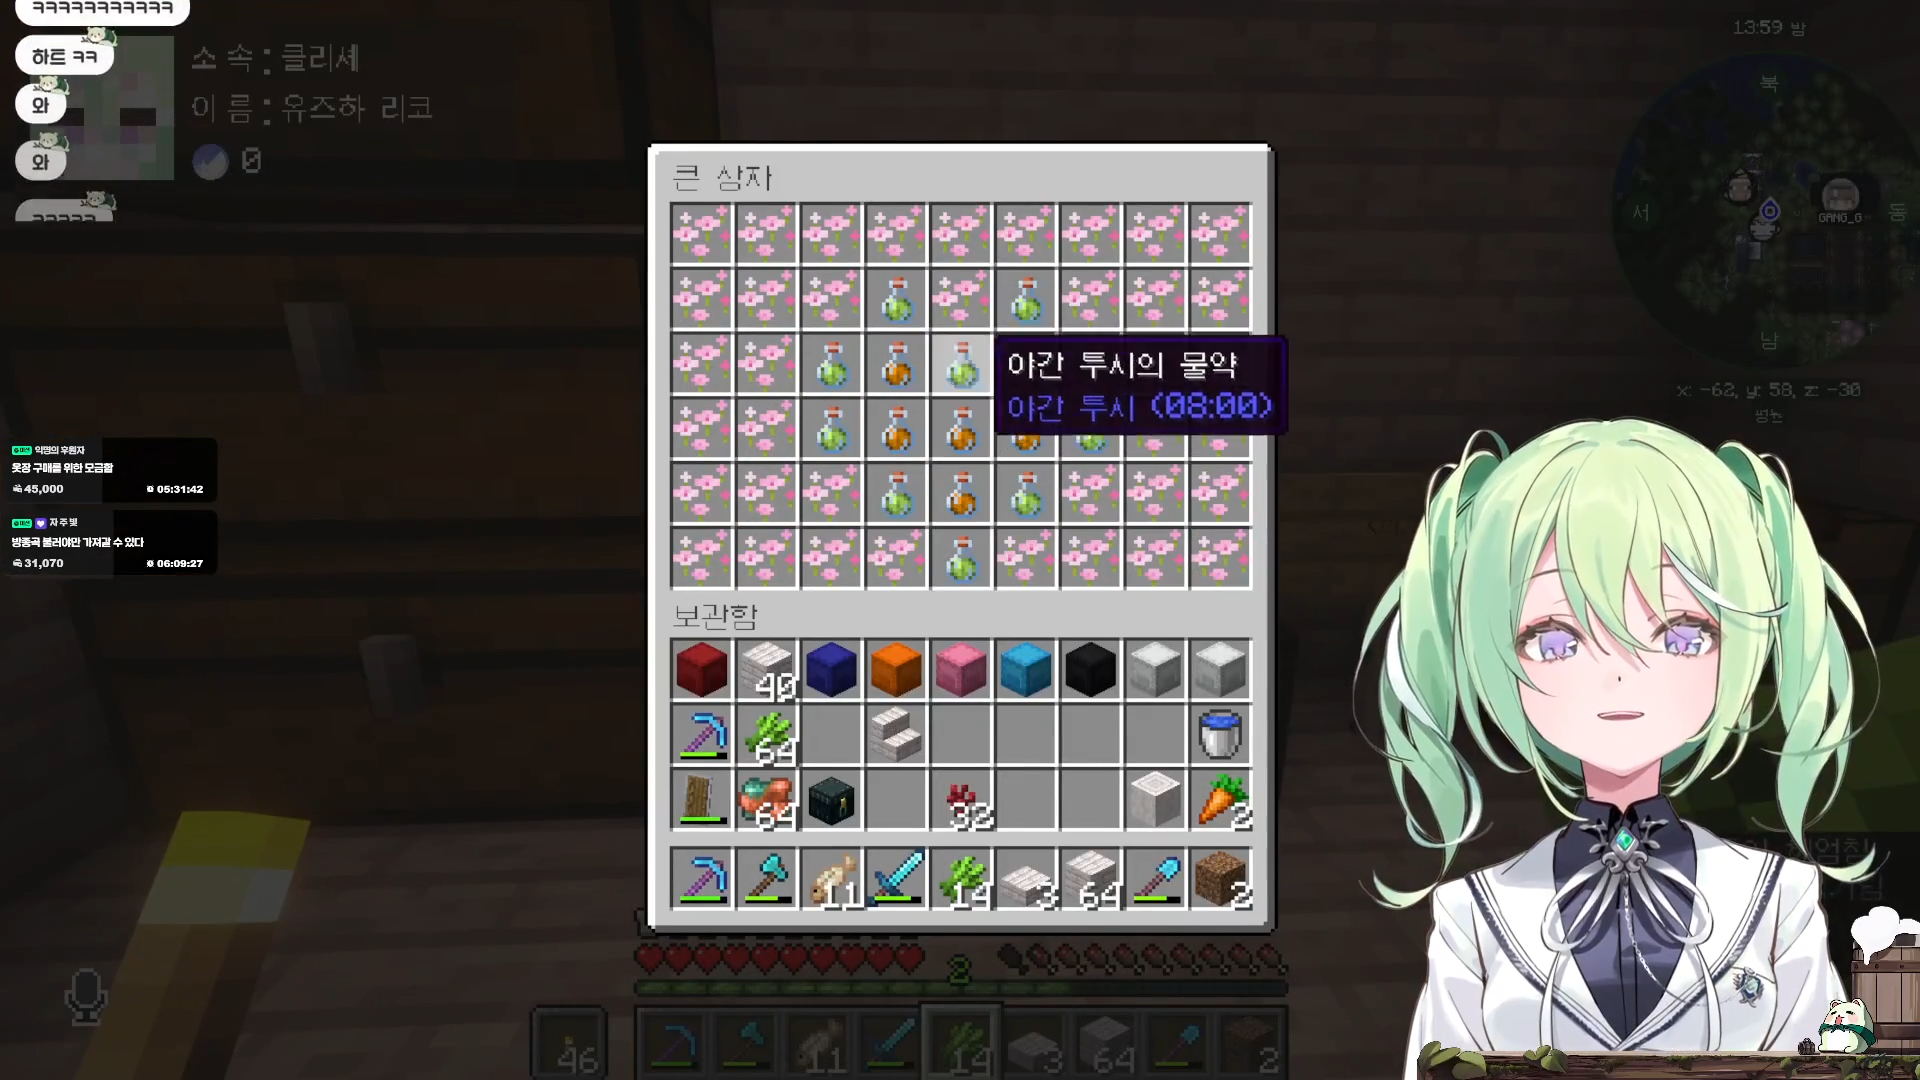 ㅋㅋㅋㅋㅋㅋㅋㅋㅋㅋㅋ
하트 ㅋㅋ
와
와
ㅋㅋㅋㅋㅋ
소 속 : 클리셰
이 름 : 유즈하 리코
0
13:59 밤
북
서
동
남
GANG_G
x: -62, y: 58, z: -30
큰 상자
야간 투시의 물약
야간 투시 (08:00)
익명의 후원자
옷장 구매를 위한 모금함
45,000
05:31:42
자 주 빛
방종곡 불러야만 가져갈 수 있다
31,070
06:09:27
보관함
40
64
64
32
2
11
14
3
64
2
3
46
11
14
3
64
2